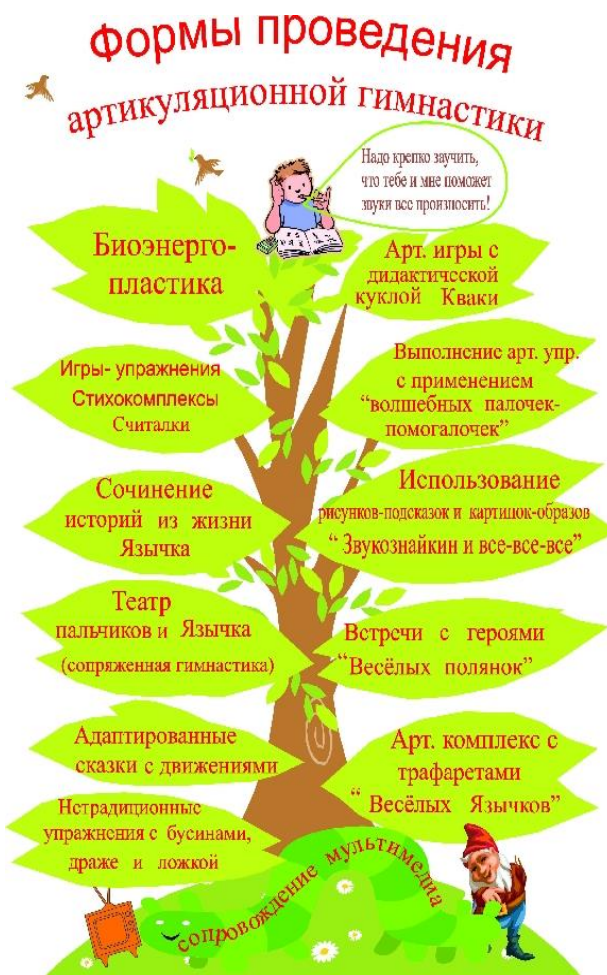 Формы проведения
артикуляционной гимнастики
Надо крепко заучить,
что тебе и мне поможет
звуки все произносить!
Биоэнерго-
пластика
Арт. игры с
дидактической
куклой Кваки
Игры- упражнения
Стихокомплексы
Считалки
Выполнение арт. упр.
с применением
“волшебных палочек-
помогалочек”
Сочинение
историй из жизни
Язычка
Использование
рисунков-подсказок и картинок-образов
“ Звукознайкин и все-все-все”
Театр
пальчиков и Язычка
(сопряженная гимнастика)
Встречи с героями
“Весёлых полянок”
Адаптированные
сказки с движениями
Арт. комплекс с
трафаретами
“ Весёлых Язычков”
Нетрадиционные
упражнения с бусинами,
драже и ложкой
сопровождение мультимедиа